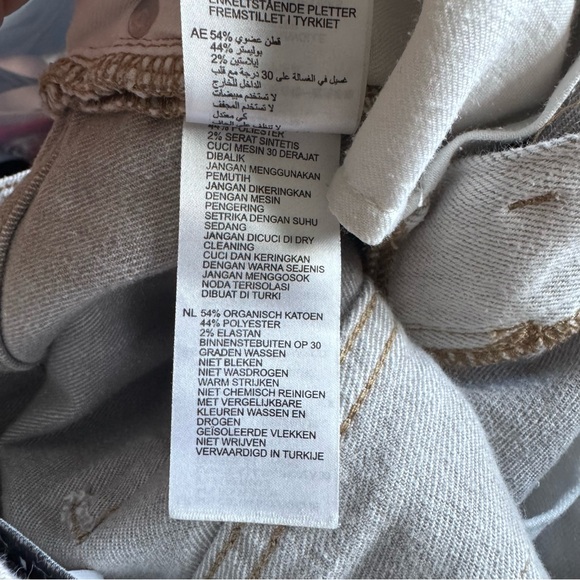 ENKELTSTÅENDE PLETTER
FREMSTILLET I TYRKIET
AE 54% قطن عضوي
44% بوليستر
2% إيلاستين
غسيل في الغسالة على 30 درجة مع قلب
الداخل للخارج
لا تستخدم مبيضات
لا تستخدم المجفف
كي معتدل
44% POLIESTER
2% SERAT SINTETIS
CUCI MESIN 30 DERAJAT
DIBALIK
JANGAN MENGGUNAKAN
PEMUTIH
JANGAN DIKERINGKAN
DENGAN MESIN
PENGERING
SETRIKA DENGAN SUHU
SEDANG
JANGAN DICUCI DI DRY
CLEANING
CUCI DAN KERINGKAN
DENGAN WARNA SEJENIS
JANGAN MENGGOSOK
NODA TERISOLASI
DIBUAT DI TURKI
NL 54% ORGANISCH KATOEN
44% POLYESTER
2% ELASTAN
BINNENSTEBUITEN OP 30
GRADEN WASSEN
NIET BLEKEN
NIET WASDROGEN
WARM STRIJKEN
NIET CHEMISCH REINIGEN
MET VERGELIJKBARE
KLEUREN WASSEN EN
DROGEN
GEÏSOLEERDE VLEKKEN
NIET WRIJVEN
VERVAARDIGD IN TURKIJE